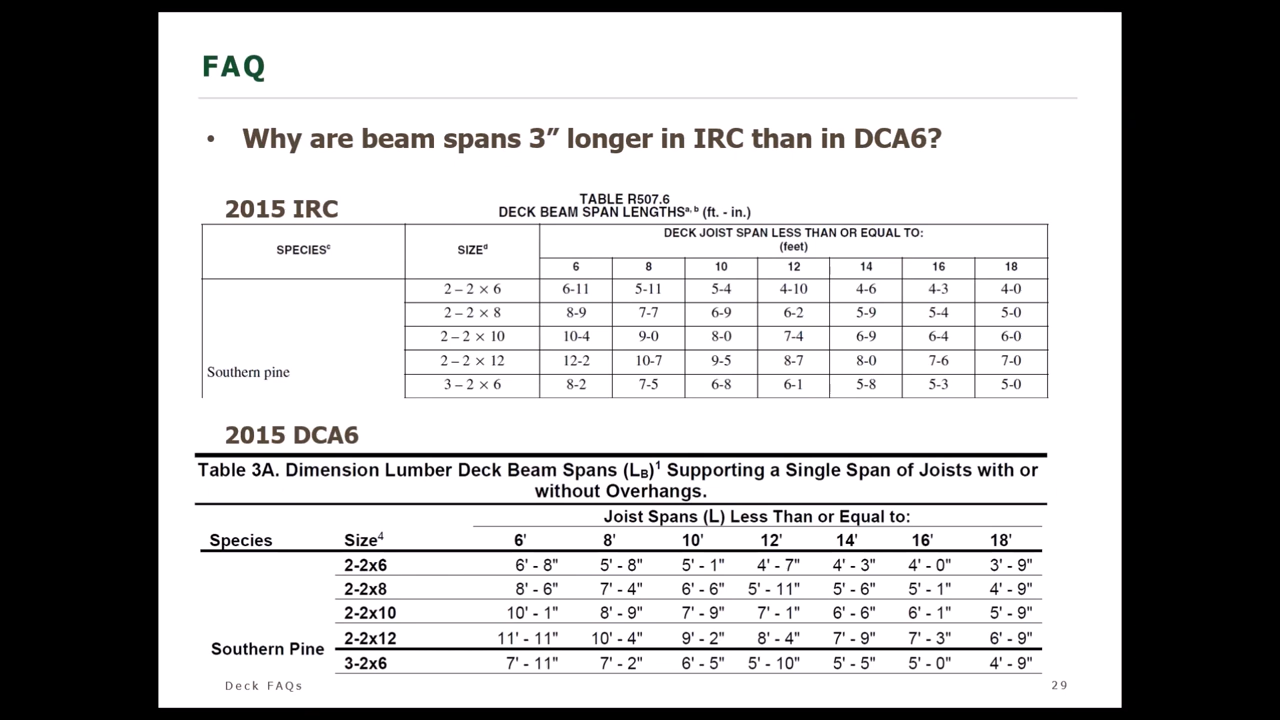 FAQ
• Why are beam spans 3″ longer in IRC than in DCA6?
2015 IRC
TABLE R507.6
DECK BEAM SPAN LENGTHSa, b (ft. - in.)
SPECIESc SIZEd DECK JOIST SPAN LESS THAN OR EQUAL TO:
(feet)
6 8 10 12 14 16 18
2 – 2 × 6 6-11 5-11 5-4 4-10 4-6 4-3 4-0
2 – 2 × 8 8-9 7-7 6-9 6-2 5-9 5-4 5-0
2 – 2 × 10 10-4 9-0 8-0 7-4 6-9 6-4 6-0
2 – 2 × 12 12-2 10-7 9-5 8-7 8-0 7-6 7-0
Southern pine
3 – 2 × 6 8-2 7-5 6-8 6-1 5-8 5-3 5-0
2015 DCA6
Table 3A. Dimension Lumber Deck Beam Spans (LB)1 Supporting a Single Span of Joists with or
without Overhangs.
Joist Spans (L) Less Than or Equal to:
Species Size4 6' 8' 10' 12' 14' 16' 18'
2-2x6 6' - 8" 5' - 8" 5' - 1" 4' - 7" 4' - 3" 4' - 0" 3' - 9"
2-2x8 8' - 6" 7' - 4" 6' - 6" 5' - 11" 5' - 6" 5' - 1" 4' - 9"
2-2x10 10' - 1" 8' - 9" 7' - 9" 7' - 1" 6' - 6" 6' - 1" 5' - 9"
2-2x12 11' - 11" 10' - 4" 9' - 2" 8' - 4" 7' - 9" 7' - 3" 6' - 9"
Southern Pine
3-2x6 7' - 11" 7' - 2" 6' - 5" 5' - 10" 5' - 5" 5' - 0" 4' - 9"
Deck FAQs 29